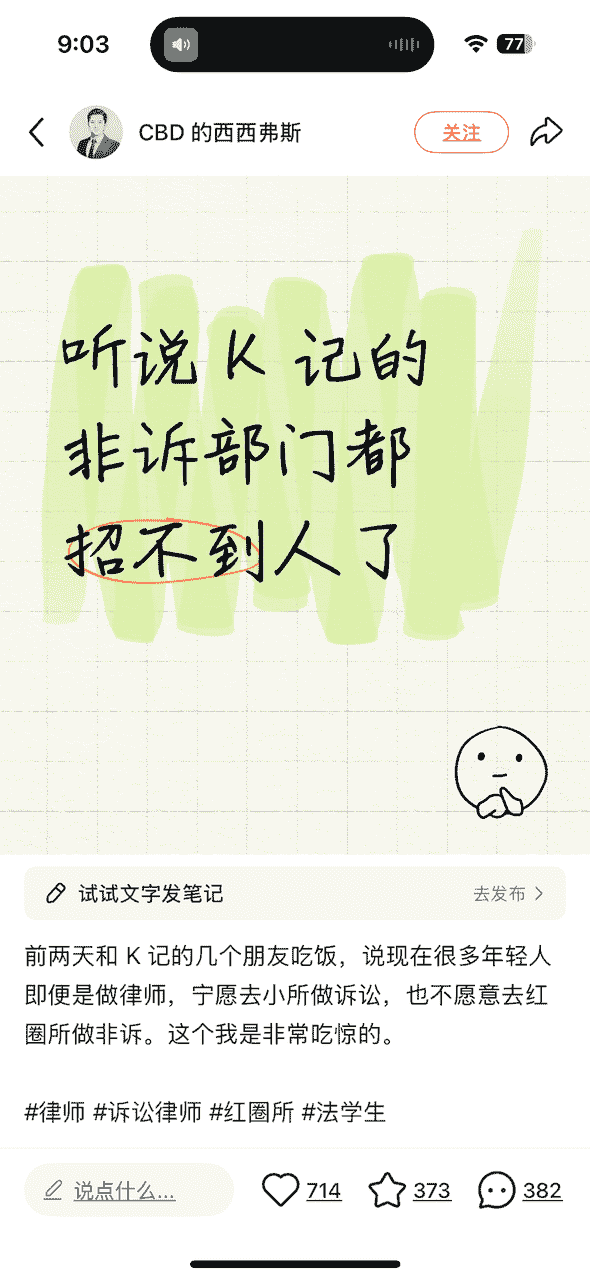 9:03
77
CBD 的西西弗斯
关注
听说 K 记的
非诉部门都
招不到人了
试试文字发笔记
去发布
前两天和 K 记的几个朋友吃饭，说现在很多年轻人
即便是做律师，宁愿去小所做诉讼，也不愿意去红
圈所做非诉。这个我是非常吃惊的。
#律师 #诉讼律师 #红圈所 #法学生
说点什么...
714
373
382